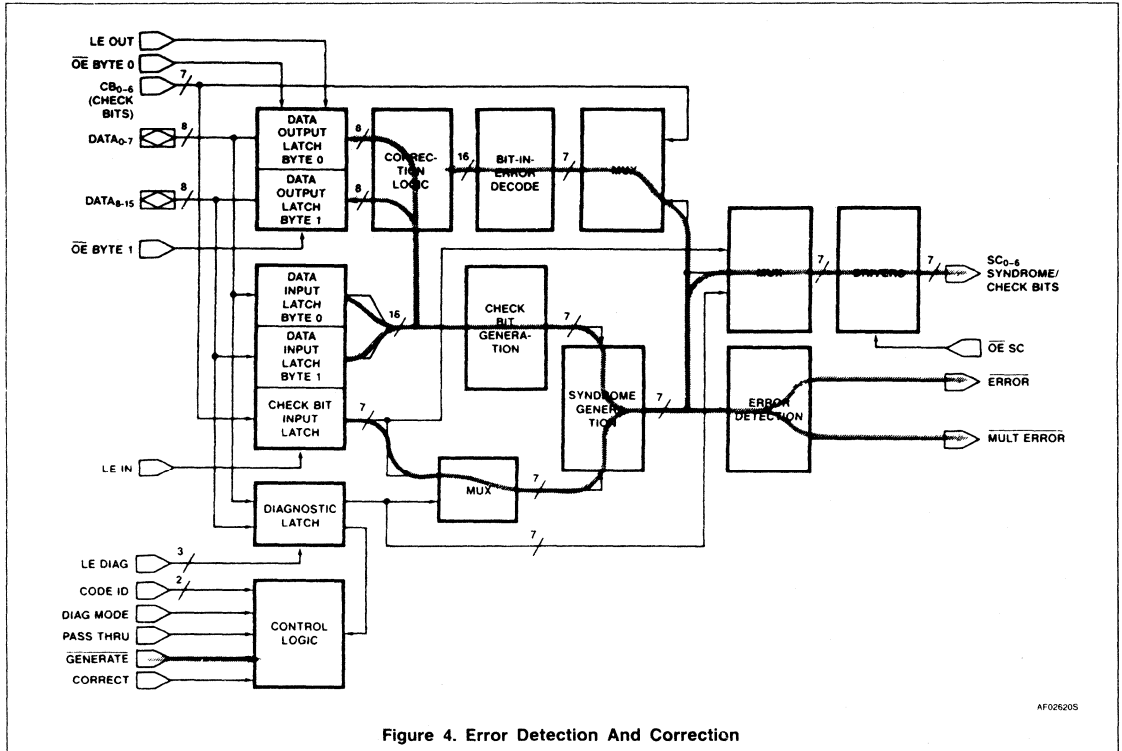 LE OUT
OE BYTE 0
7
CB0-6
(CHECK
BITS)
DATA0-7
8
DATA8-15
8
OE BYTE 1
DATA
OUTPUT
LATCH
BYTE 0
DATA
OUTPUT
LATCH
BYTE 1
8
8
CORREC-
TION
LOGIC
16
BIT-IN-
ERROR
DECODE
7
MUX
DATA
INPUT
LATCH
BYTE 0
DATA
INPUT
LATCH
BYTE 1
CHECK BIT
INPUT
LATCH
16
7
CHECK
BIT
GENERA-
TION
7
SYNDROME
GENERA-
TION
7
MUX
7
DRIVERS
7
SC0-6
SYNDROME/
CHECK BITS
OE SC
ERROR
DETECTION
ERROR
MULT ERROR
LE IN
MUX
7
7
DIAGNOSTIC
LATCH
LE DIAG
3
CODE ID
2
DIAG MODE
PASS THRU
GENERATE
CORRECT
CONTROL
LOGIC
AF02620S
Figure 4. Error Detection And Correction